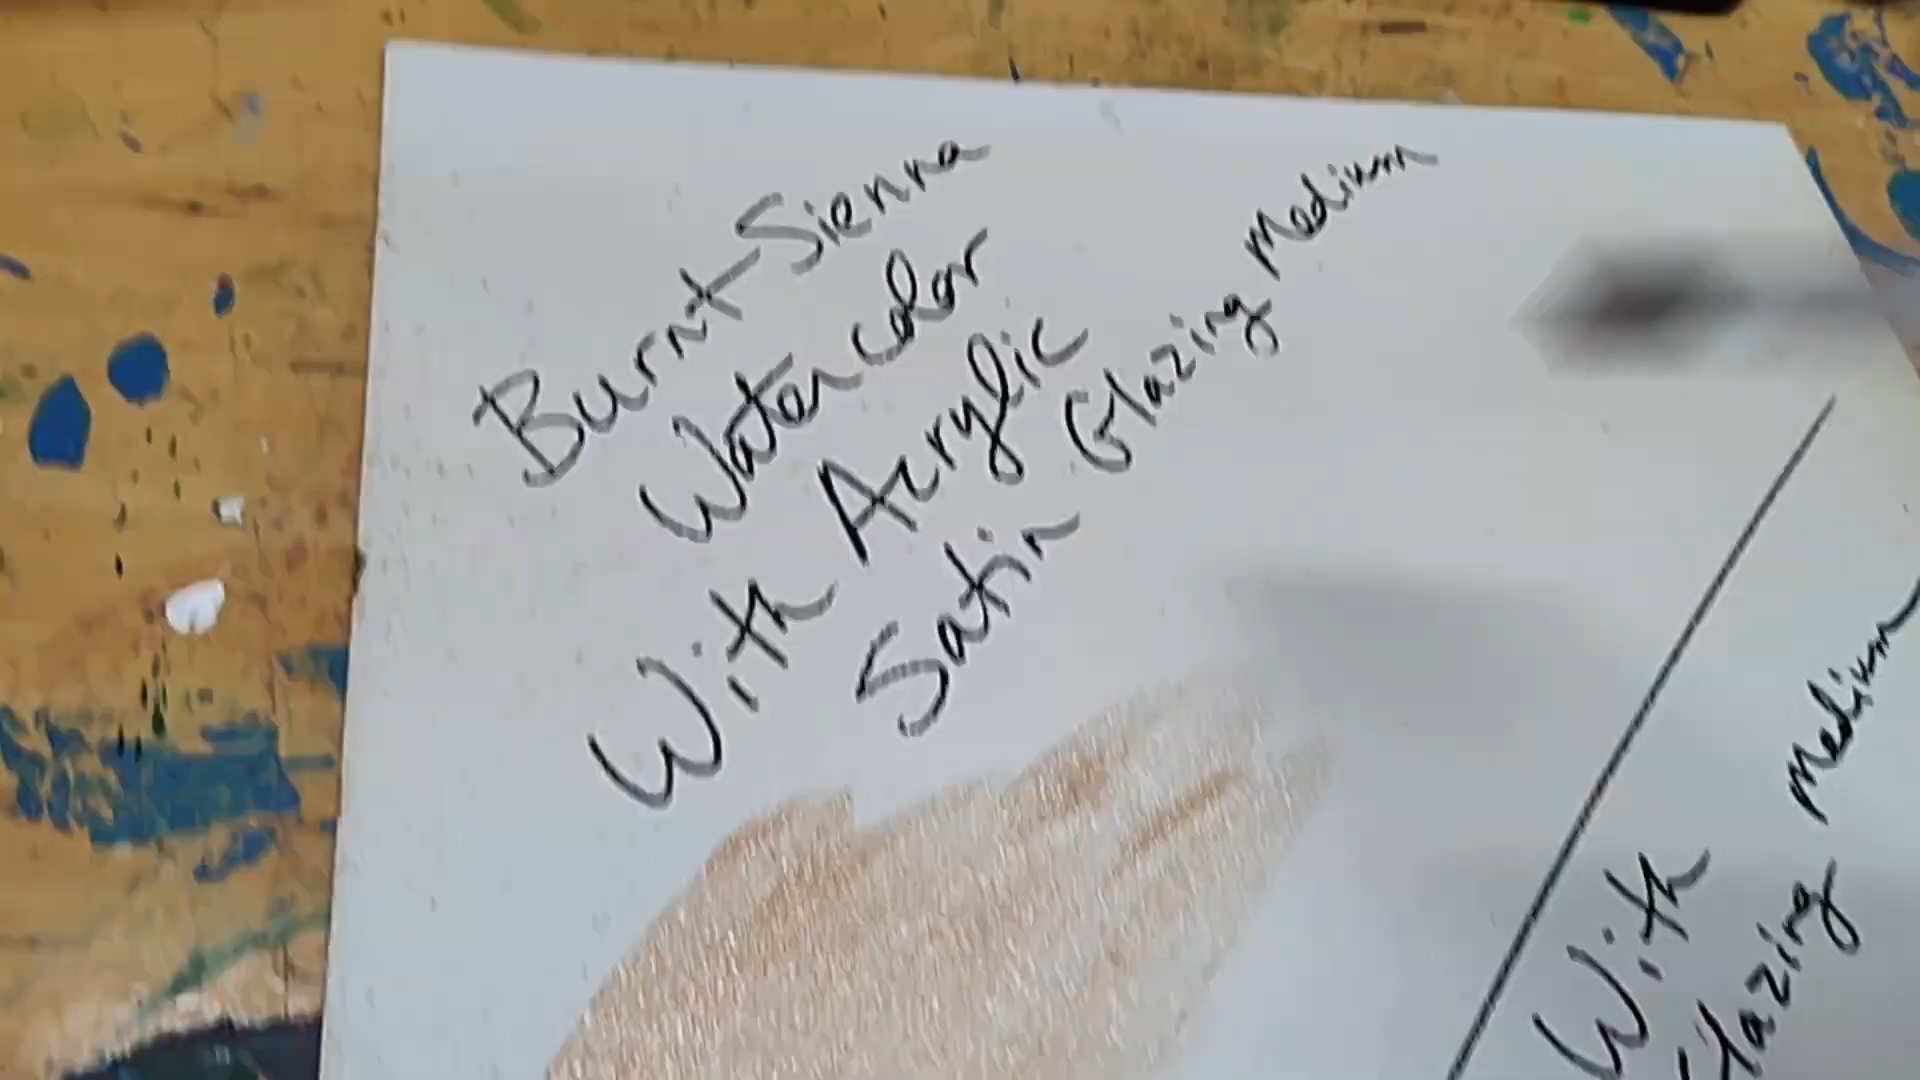 Burnt Sienna
Watercolor
With Acrylic
Satin Glazing Medium
With
Glazing Medium